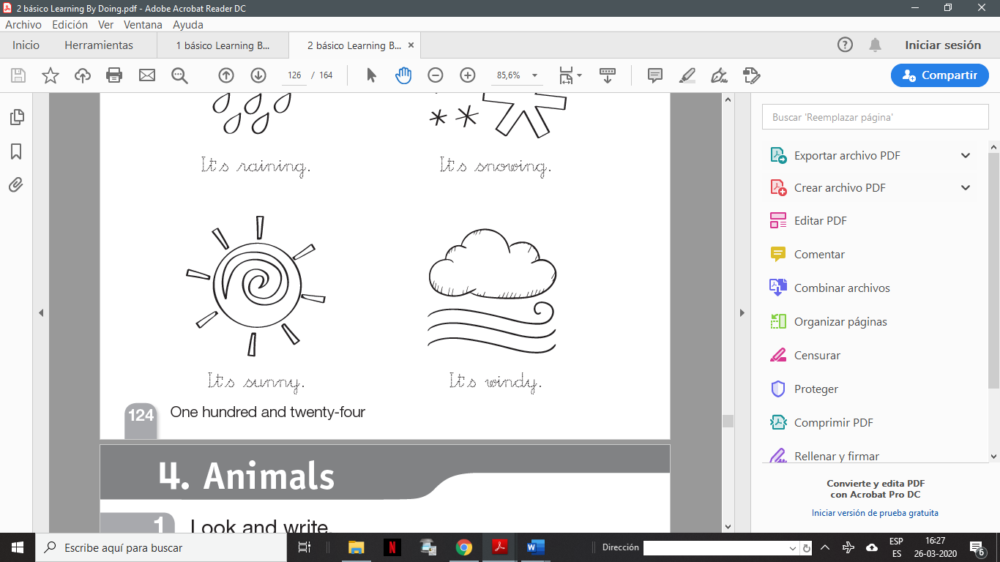 2 básico Learning By Doing.pdf - Adobe Acrobat Reader DC
Archivo Edición Ver Ventana Ayuda
Inicio Herramientas 1 básico Learning B... 2 básico Learning B... × Iniciar sesión
126 / 164 85,6% Compartir
It's raining. It's snowing.
It's sunny. It's windy.
124 One hundred and twenty-four
4. Animals
1 Look and write.
Buscar 'Reemplazar página'
Exportar archivo PDF
Crear archivo PDF
Editar PDF
Comentar
Combinar archivos
Organizar páginas
Censurar
Proteger
Comprimir PDF
Rellenar y firmar
Convierte y edita PDF
con Acrobat Pro DC
Iniciar versión de prueba gratuita
Escribe aquí para buscar
Dirección
ESP
ES
16:27
26-03-2020
6